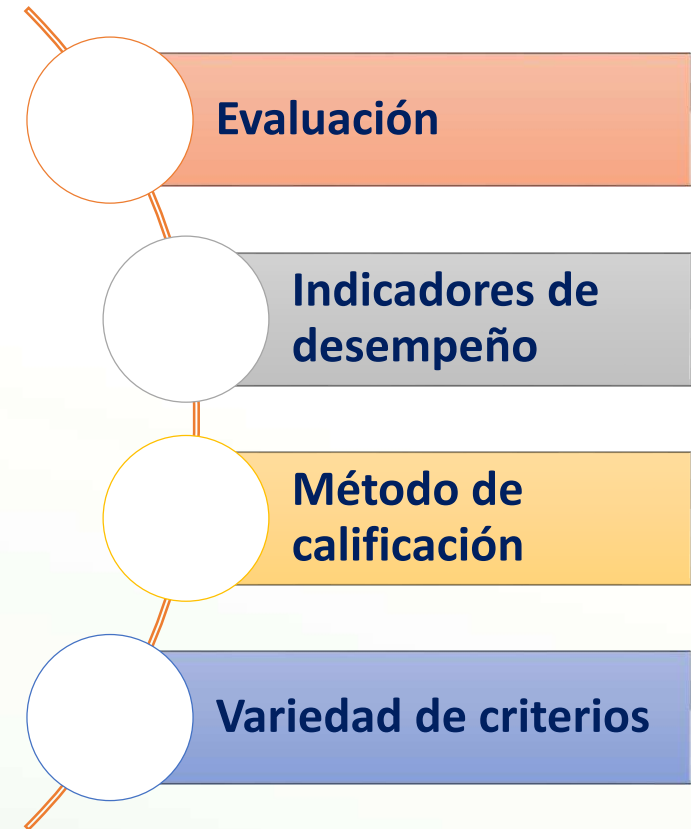 Evaluación
Indicadores de
desempeño
Método de
calificación
Variedad de criterios